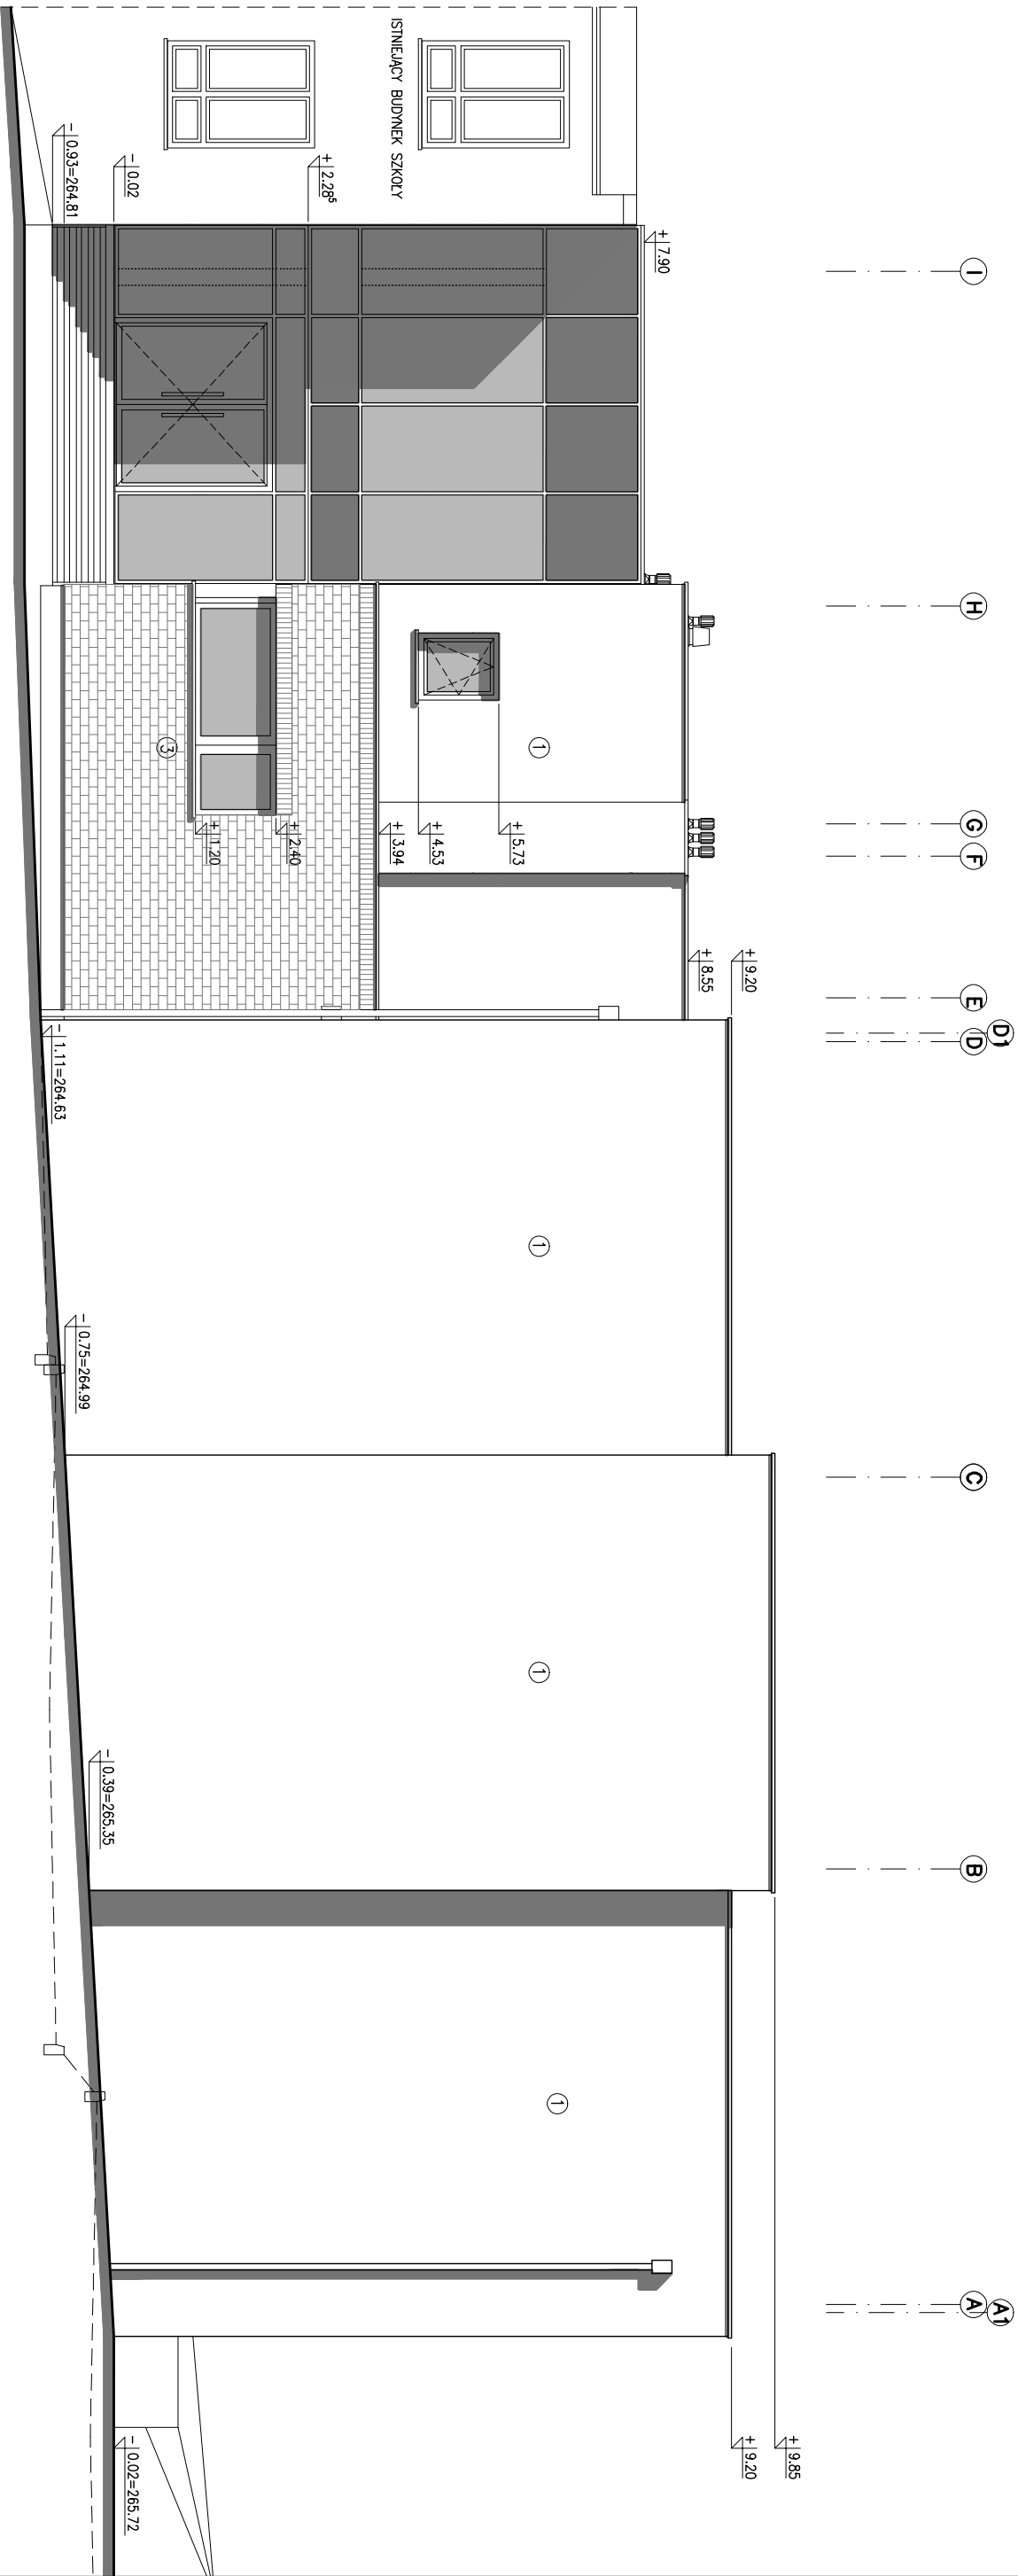 I
H
G
F
E
D1
D
C
B
A
A1
ISTNIEJĄCY BUDYNEK SZKOŁY
+ 7.90
+ 2.28⁵
- 0.02
- 0.93=264.81
+ 9.20
+ 8.55
+ 5.73
+ 4.53
+ 3.94
+ 2.40
+ 1.20
1
3
1
1
1
- 1.11=264.63
- 0.75=264.99
- 0.39=265.35
+ 9.85
+ 9.20
- 0.02=265.72